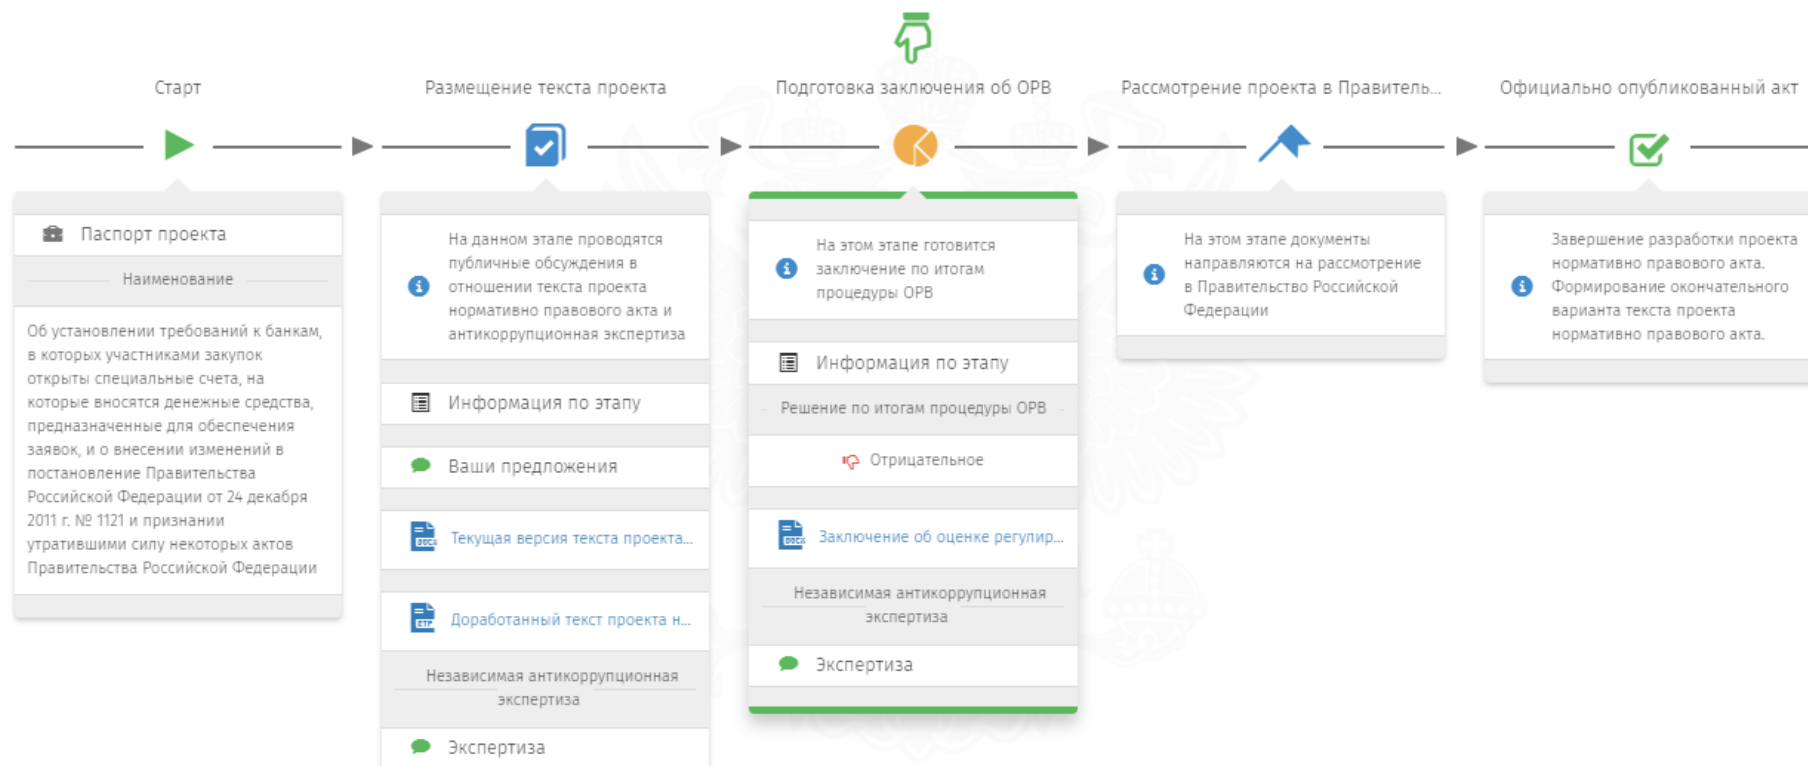 Старт
Паспорт проекта
Наименование
Об установлении требований к банкам,
в которых участниками закупок
открыты специальные счета, на
которые вносятся денежные средства,
предназначенные для обеспечения
заявок, и о внесении изменений в
постановление Правительства
Российской Федерации от 24 декабря
2011 г. № 1121 и признании
утратившими силу некоторых актов
Правительства Российской Федерации
Размещение текста проекта
На данном этапе проводятся
публичные обсуждения в
отношении текста проекта
нормативно правового акта и
антикоррупционная экспертиза
Информация по этапу
Ваши предложения
DOCX
Текущая версия текста проекта...
Доработанный текст проекта н...
Независимая антикоррупционная
экспертиза
Экспертиза
Подготовка заключения об ОРВ
На этом этапе готовится
заключение по итогам
процедуры ОРВ
Информация по этапу
Решение по итогам процедуры ОРВ
Отрицательное
DOCX
Заключение об оценке регулир...
Независимая антикоррупционная
экспертиза
Экспертиза
Рассмотрение проекта в Правитель...
На этом этапе документы
направляются на рассмотрение
в Правительство Российской
Федерации
Официально опубликованный акт
Завершение разработки проекта
нормативно правового акта.
Формирование окончательного
варианта текста проекта
нормативно правового акта.